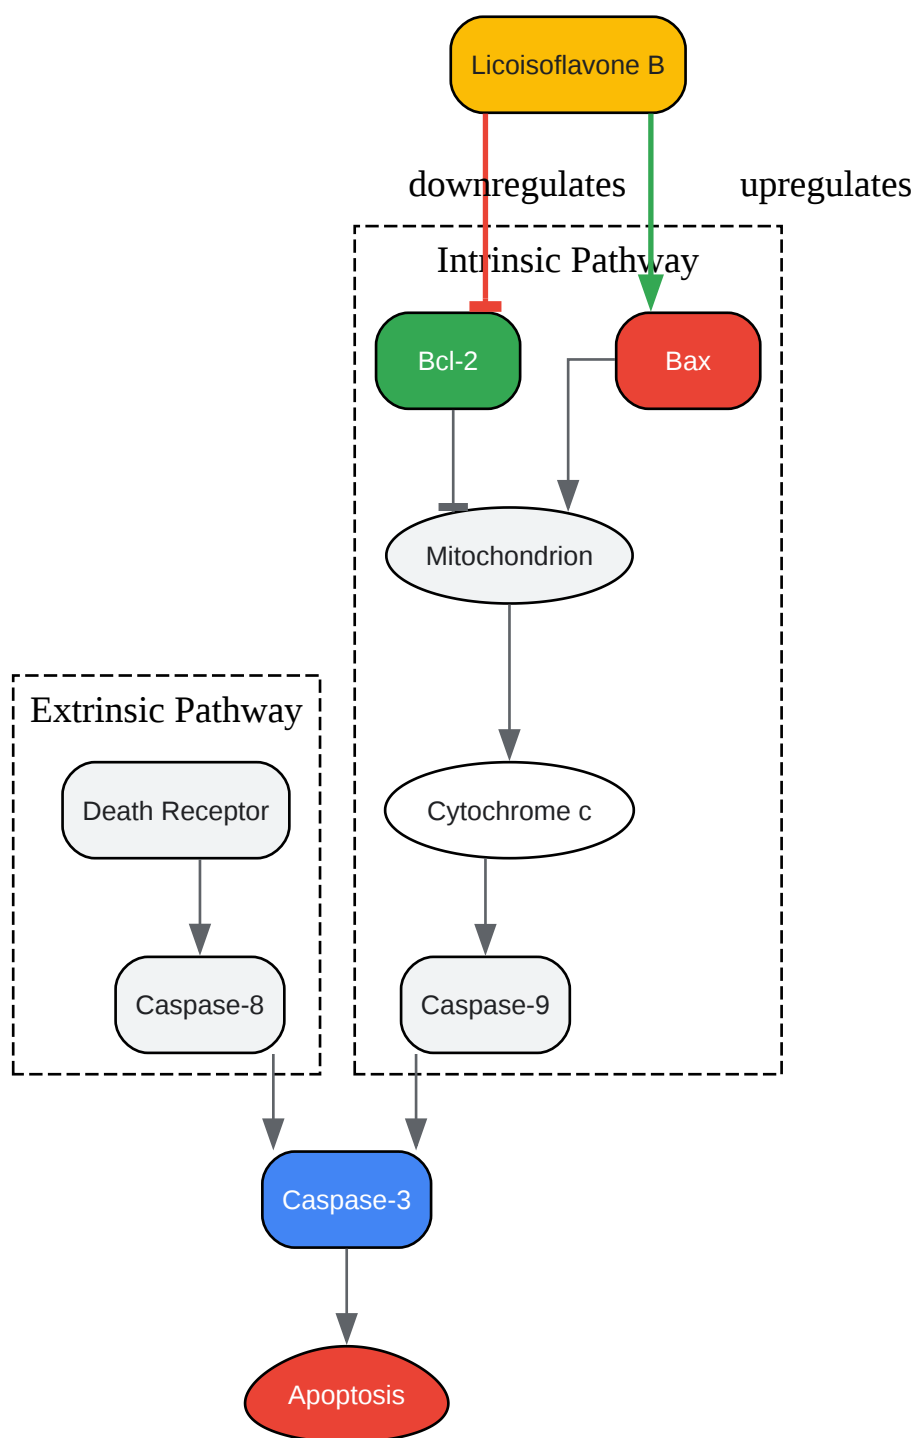 Licoisoflavone B
downregulates
upregulates
Intrinsic Pathway
Bcl-2
Bax
Mitochondrion
Extrinsic Pathway
Death Receptor
Cytochrome c
Caspase-8
Caspase-9
Caspase-3
Apoptosis